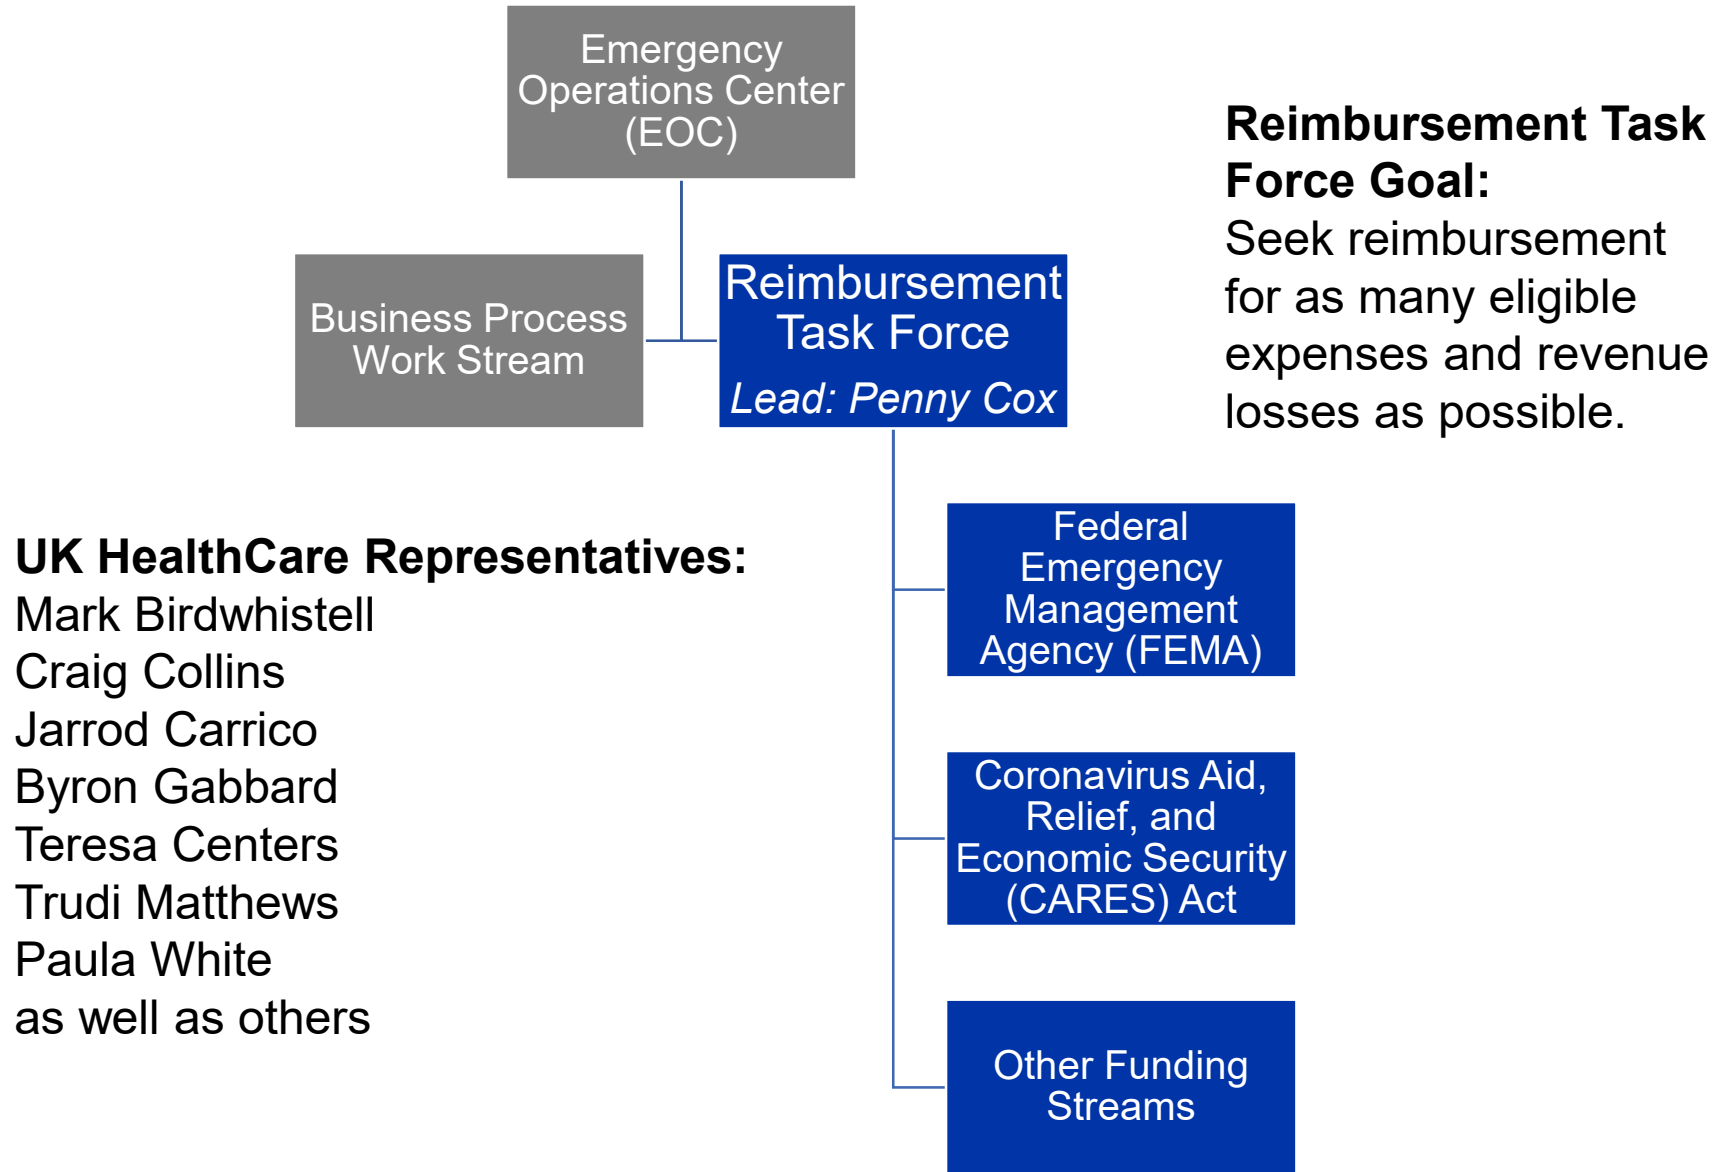 Emergency
Operations Center
(EOC)
Reimbursement Task
Force Goal:
Seek reimbursement
for as many eligible
expenses and revenue
losses as possible.
Business Process
Work Stream
Reimbursement
Task Force
Lead: Penny Cox
UK HealthCare Representatives:
Mark Birdwhistell
Craig Collins
Jarrod Carrico
Byron Gabbard
Teresa Centers
Trudi Matthews
Paula White
as well as others
Federal
Emergency
Management
Agency (FEMA)
Coronavirus Aid,
Relief, and
Economic Security
(CARES) Act
Other Funding
Streams